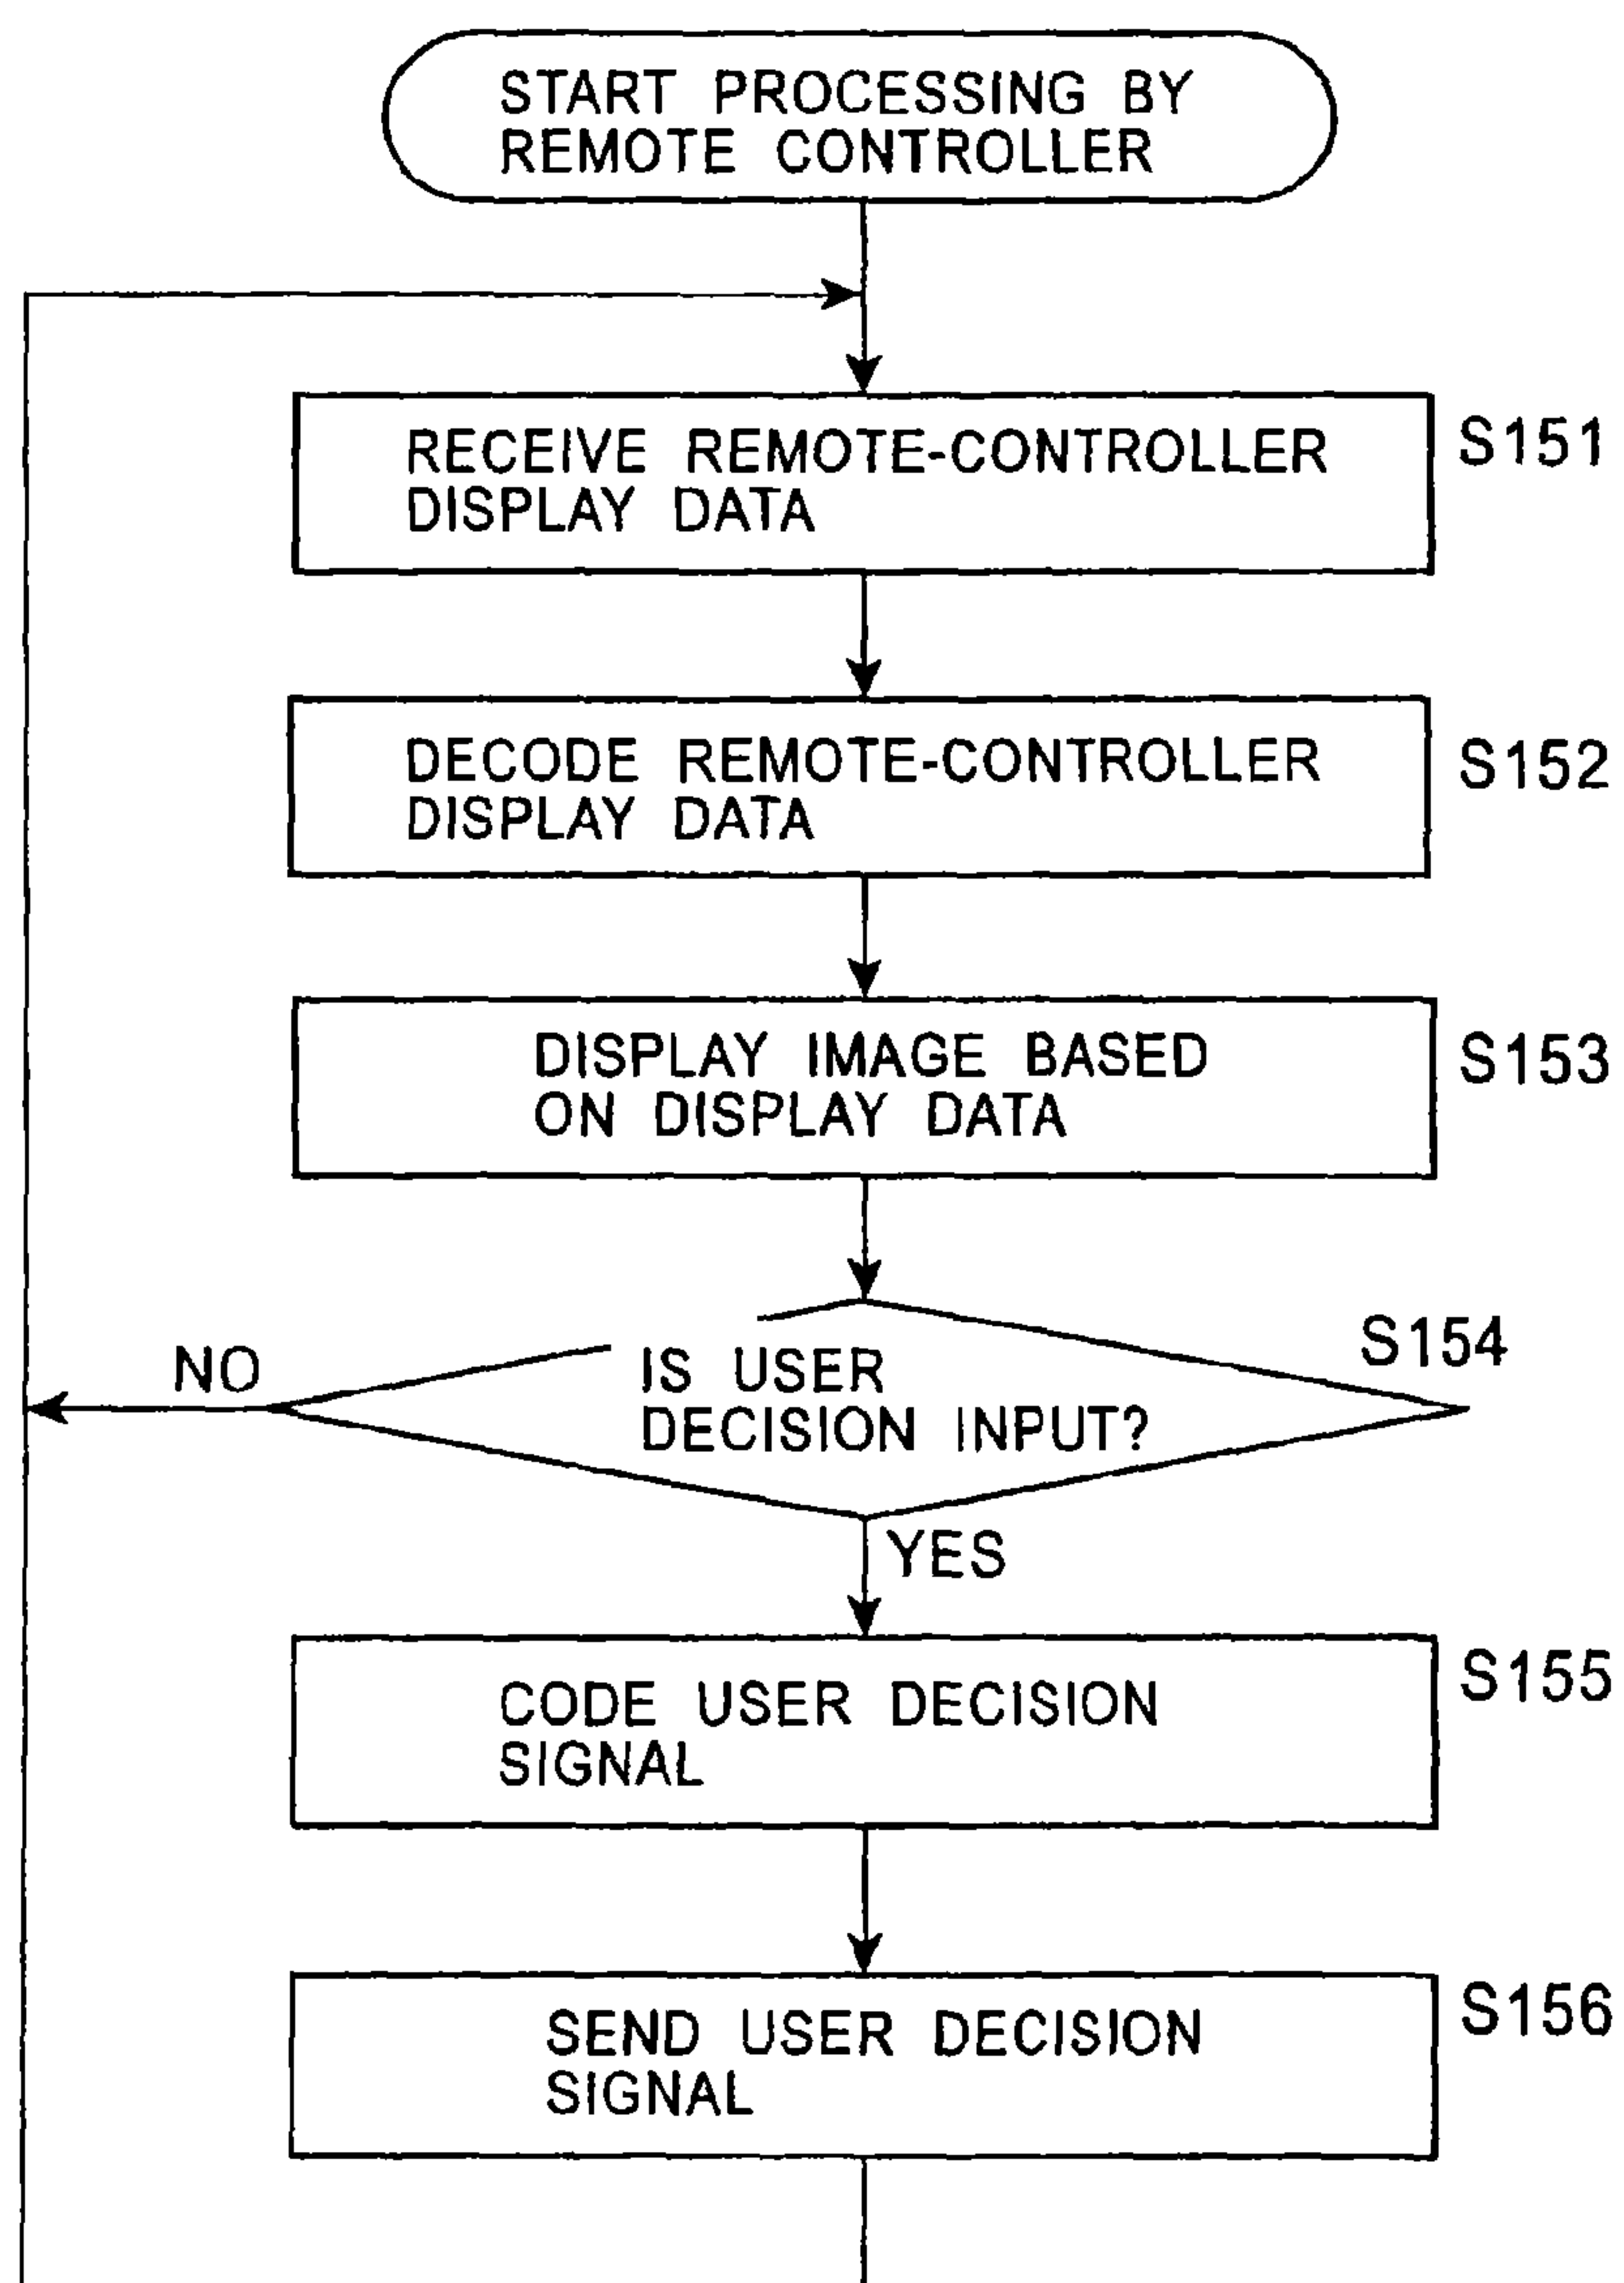 START PROCESSING BY
REMOTE CONTROLLER
RECEIVE REMOTE-CONTROLLER
DISPLAY DATA
S151
DECODE REMOTE-CONTROLLER
DISPLAY DATA
S152
DISPLAY IMAGE BASED
ON DISPLAY DATA
S153
IS USER
DECISION INPUT?
S154
NO
YES
CODE USER DECISION
SIGNAL
S155
SEND USER DECISION
SIGNAL
S156